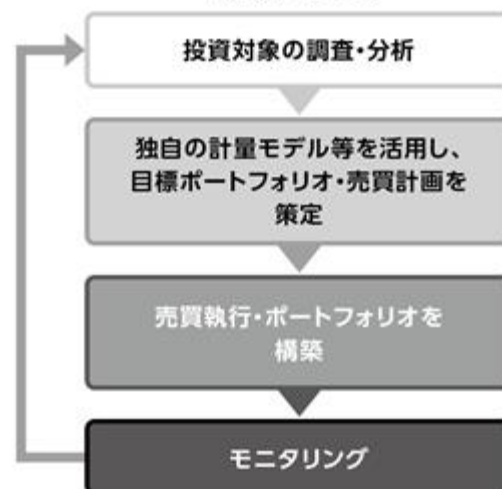 投資対象の調査・分析
独自の計量モデル等を活用し、
目標ポートフォリオ・売買計画を
策定
売買執行・ポートフォリオを
構築
モニタリング